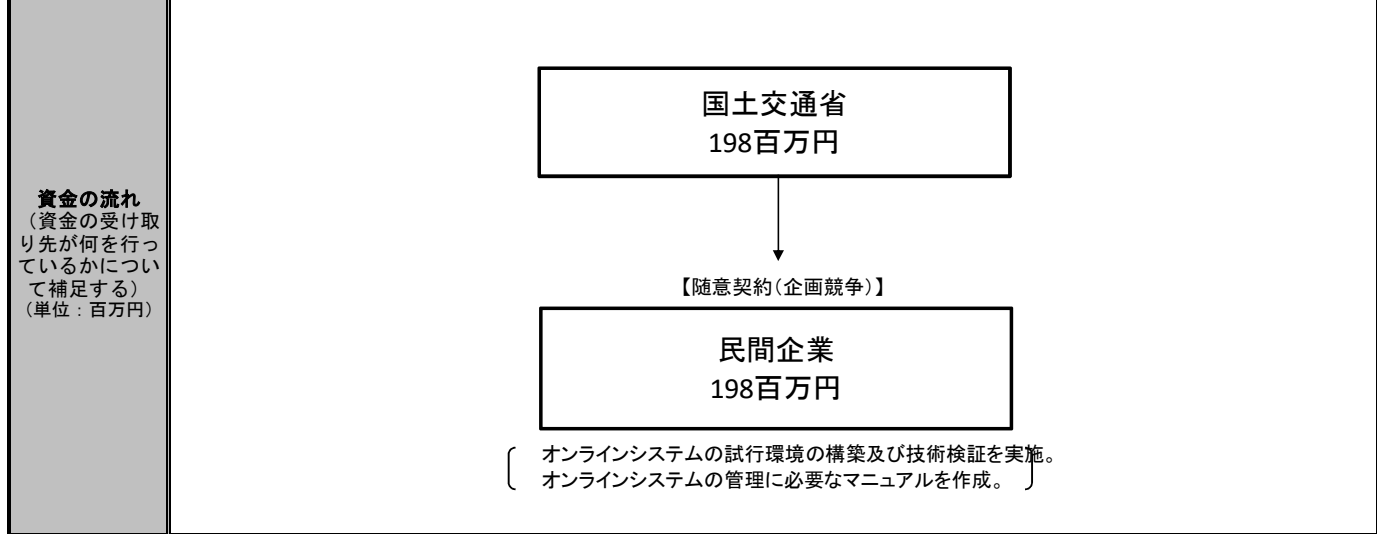 資金の流れ
（資金の受け取
り先が何を行っ
ているかについ
て補足する）
（単位：百万円）
国土交通省
198百万円
【随意契約（企画競争）】
民間企業
198百万円
オンラインシステムの試行環境の構築及び技術検証を実施。
オンラインシステムの管理に必要なマニュアルを作成。